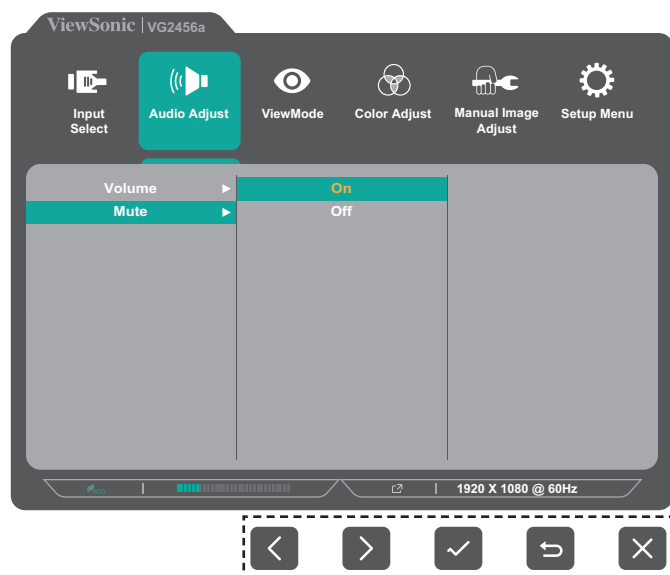 ViewSonic | VG2456a
Input
Select
Audio Adjust
ViewMode
Color Adjust
Manual Image
Adjust
Setup Menu
Volume
On
Mute
Off
eco
1920 X 1080 @ 60Hz